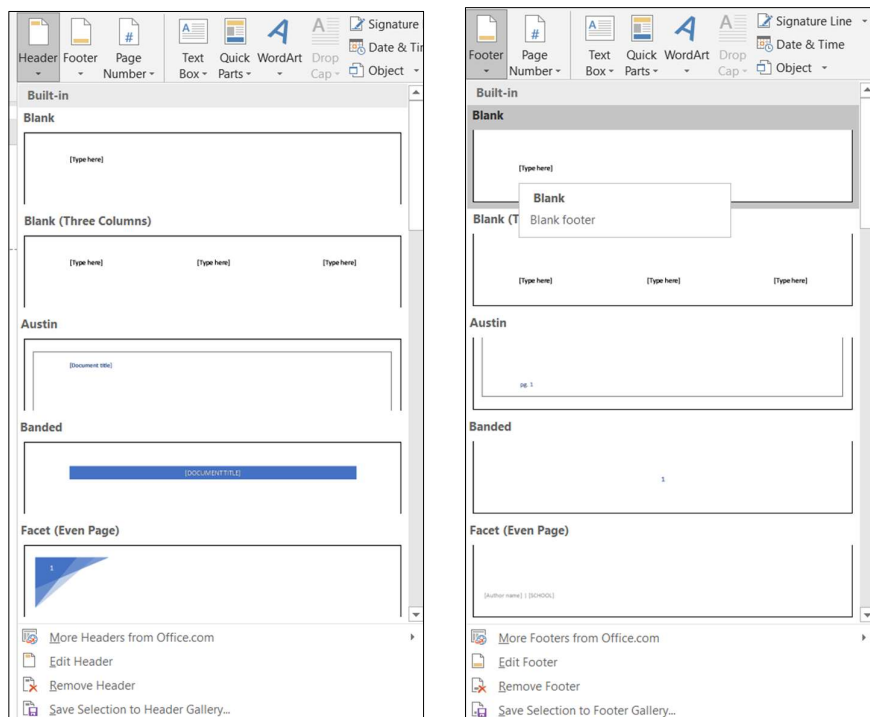 Header Footer Page Number Text Box Quick Parts WordArt Drop Cap Signature
Date & Ti
Object
Built-in
Blank
[Type here]
Blank (Three Columns)
[Type here] [Type here] [Type here]
Austin
[Document title]
Banded
[DOCUMENT TITLE]
Facet (Even Page)
1
More Headers from Office.com
Edit Header
Remove Header
Save Selection to Header Gallery...
Footer Page Number Text Box Quick Parts WordArt Drop Cap Signature Line
Date & Time
Object
Built-in
Blank
[Type here]
Blank
Blank footer
Blank (T
[Type here] [Type here] [Type here]
Austin
pg. 1
Banded
1
Facet (Even Page)
[Author name] | [SCHOOL]
More Footers from Office.com
Edit Footer
Remove Footer
Save Selection to Footer Gallery...